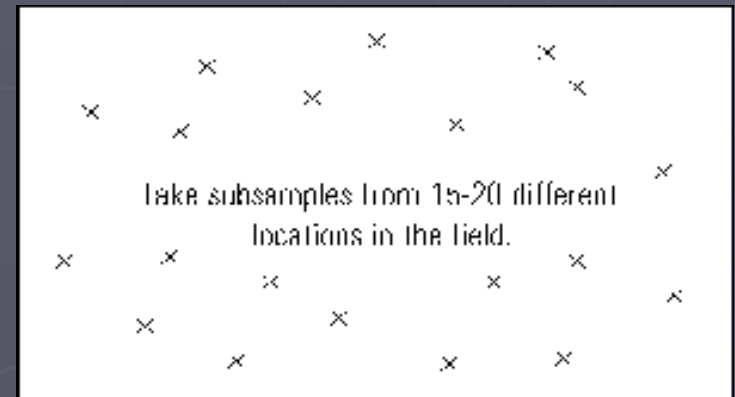 Take subsamples from 15-20 different
locations in the field.